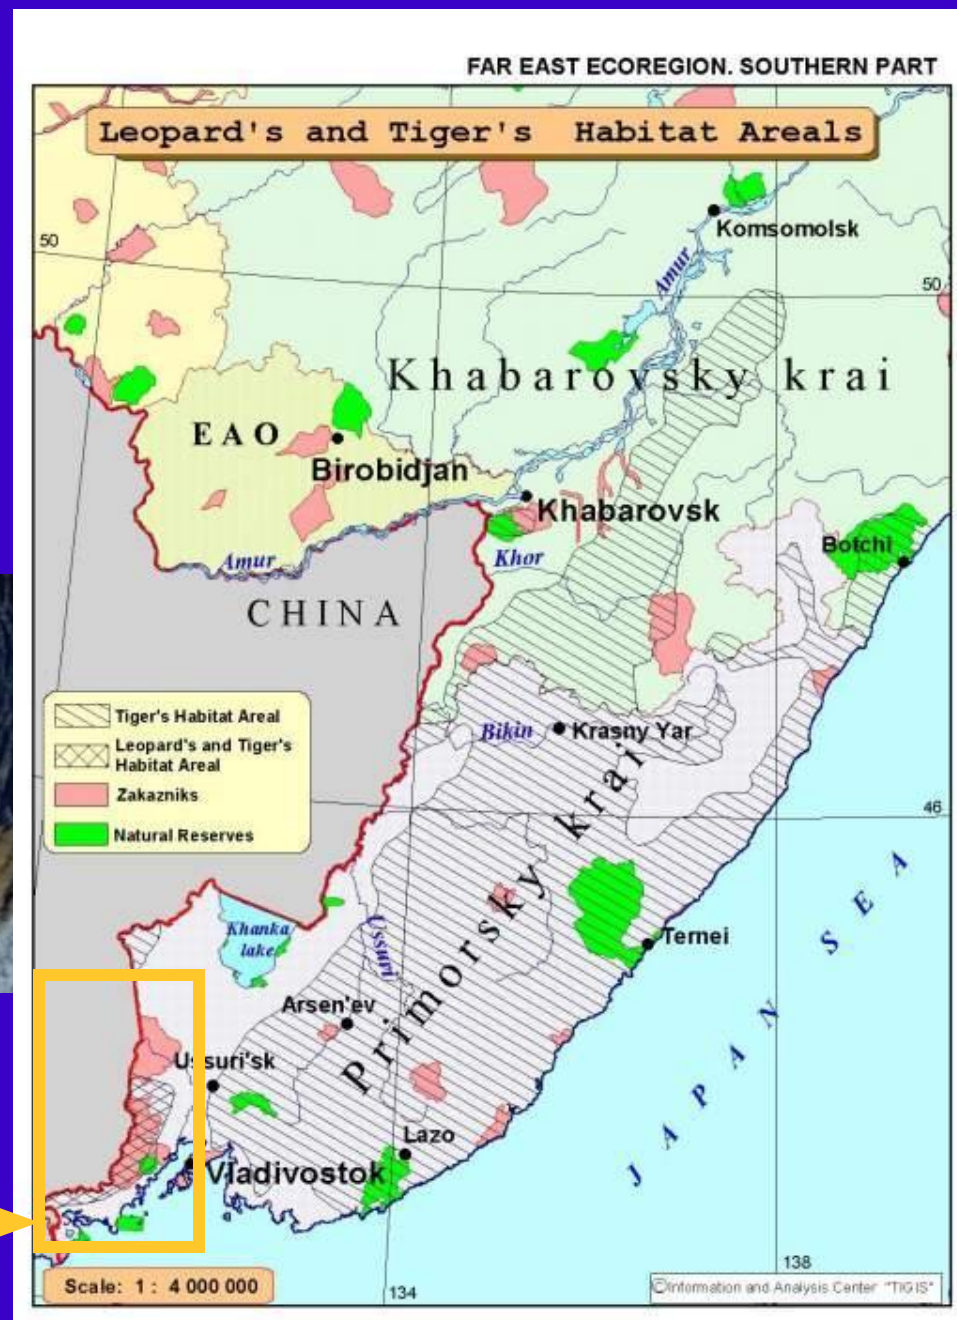 FAR EAST ECOREGION. SOUTHERN PART
Leopard's and Tiger's Habitat Areals
Komsomolsk
50
Amur
50
Khabarovsky krai
EAO
Birobidjan
Khabarovsk
Botchi
Khor
Amur
CHINA
Tiger's Habitat Areal
Leopard's and Tiger's
Habitat Areal
Zakazniks
Natural Reserves
Bikin
Krasny Yar
46
Primorsky krai
Khanka
lake
Ussuri
Ternei
JAPAN SEA
Arsen'ev
Ussuri'sk
Lazo
Vladivostok
138
Scale: 1 : 4 000 000
134
©Information and Analysis Center "TIGIS"